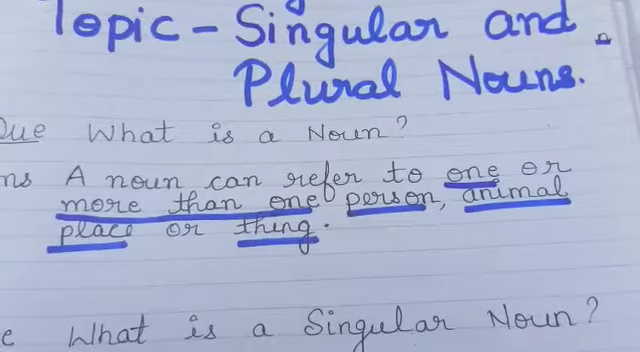 Topic - Singular and
Plural Nouns.
Que What is a Noun?
ns A noun can refer to one or
more than one person, animal
place or thing.
e What is a Singular Noun?